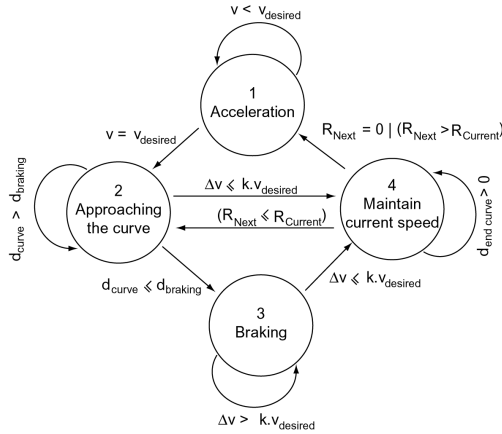 v < v_desired
1
Acceleration
v = v_desired
R_Next = 0 | (R_Next > R_Current)
d_curve > d_braking
2
Approaching
the curve
Δv ⩽ k.v_desired
(R_Next ⩽ R_Current)
4
Maintain
current speed
d_end curve > 0
d_curve ⩽ d_braking
Δv ⩽ k.v_desired
3
Braking
Δv > k.v_desired